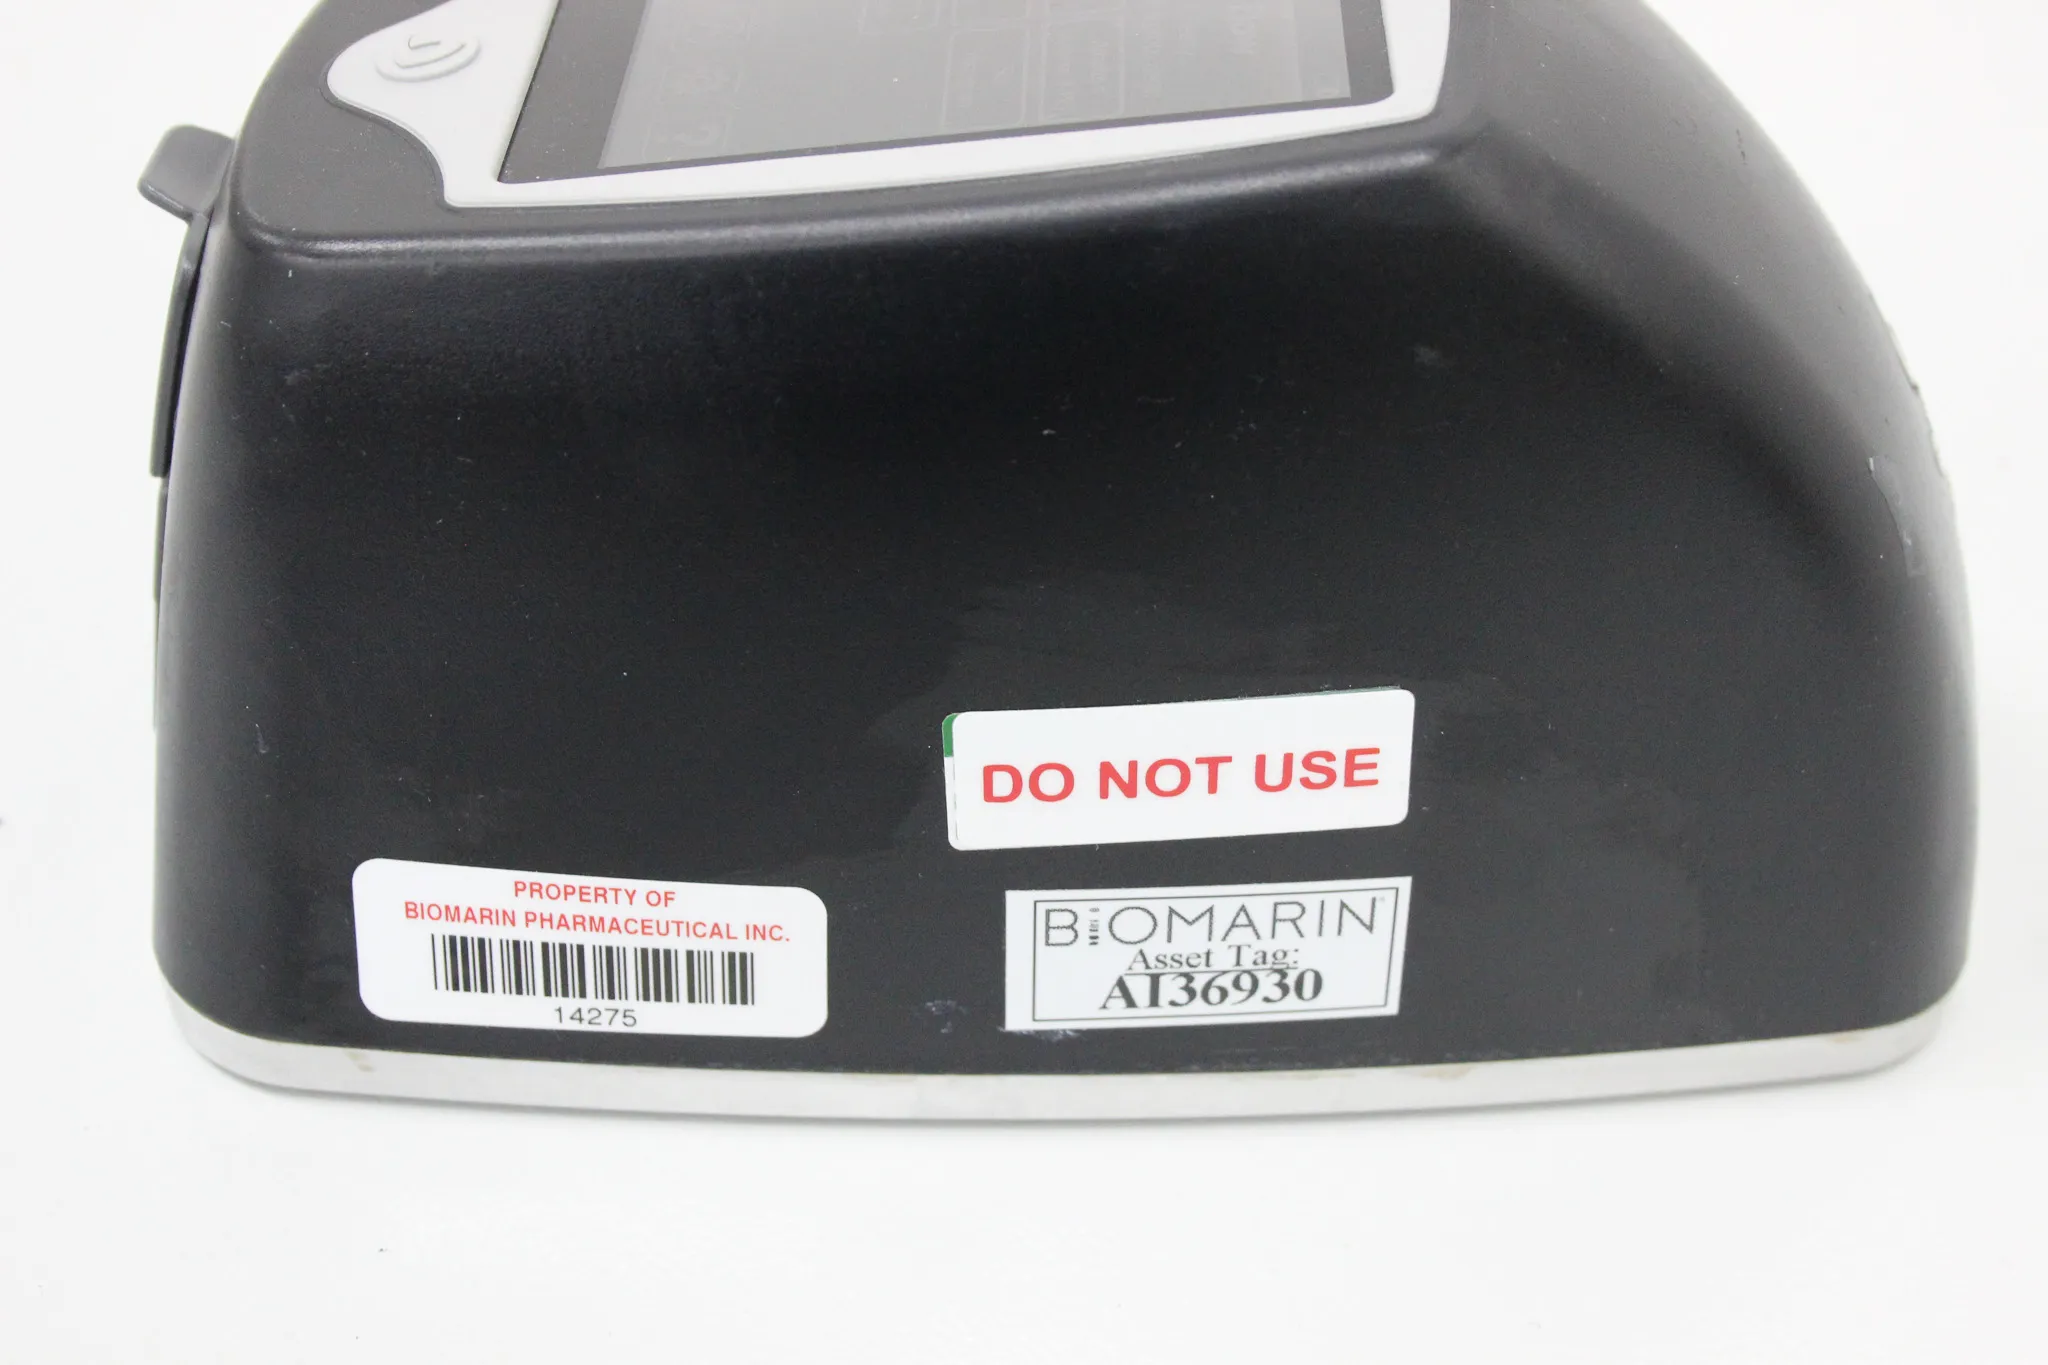 DO NOT USE
PROPERTY OF
BIOMARIN PHARMACEUTICAL INC.
14275
BIOMARIN
Asset Tag:
AI36930